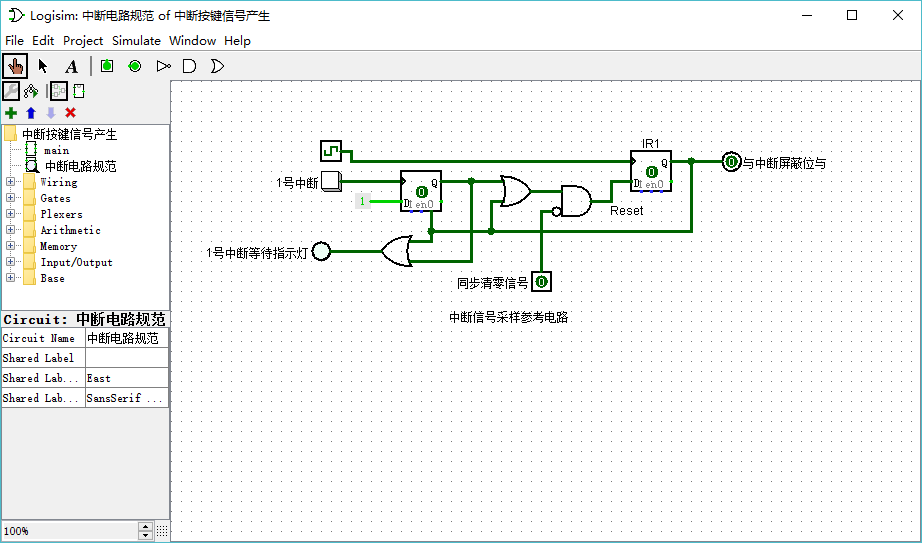 Logisim: 中断电路规范 of 中断按键信号产生
File Edit Project Simulate Window Help
A
中断按键信号产生
main
中断电路规范
Wiring
Gates
Plexers
Arithmetic
Memory
Input/Output
Base
Circuit: 中断电路规范
Circuit Name 中断电路规范
Shared Label
Shared Lab... East
Shared Lab... SansSerif ...
100%
IR1
Q
0
D 1 en 0
0
与中断屏蔽位与
1号中断
Q
0
1
D 1 en 0
Reset
1号中断等待指示灯
同步清零信号
0
中断信号采样参考电路